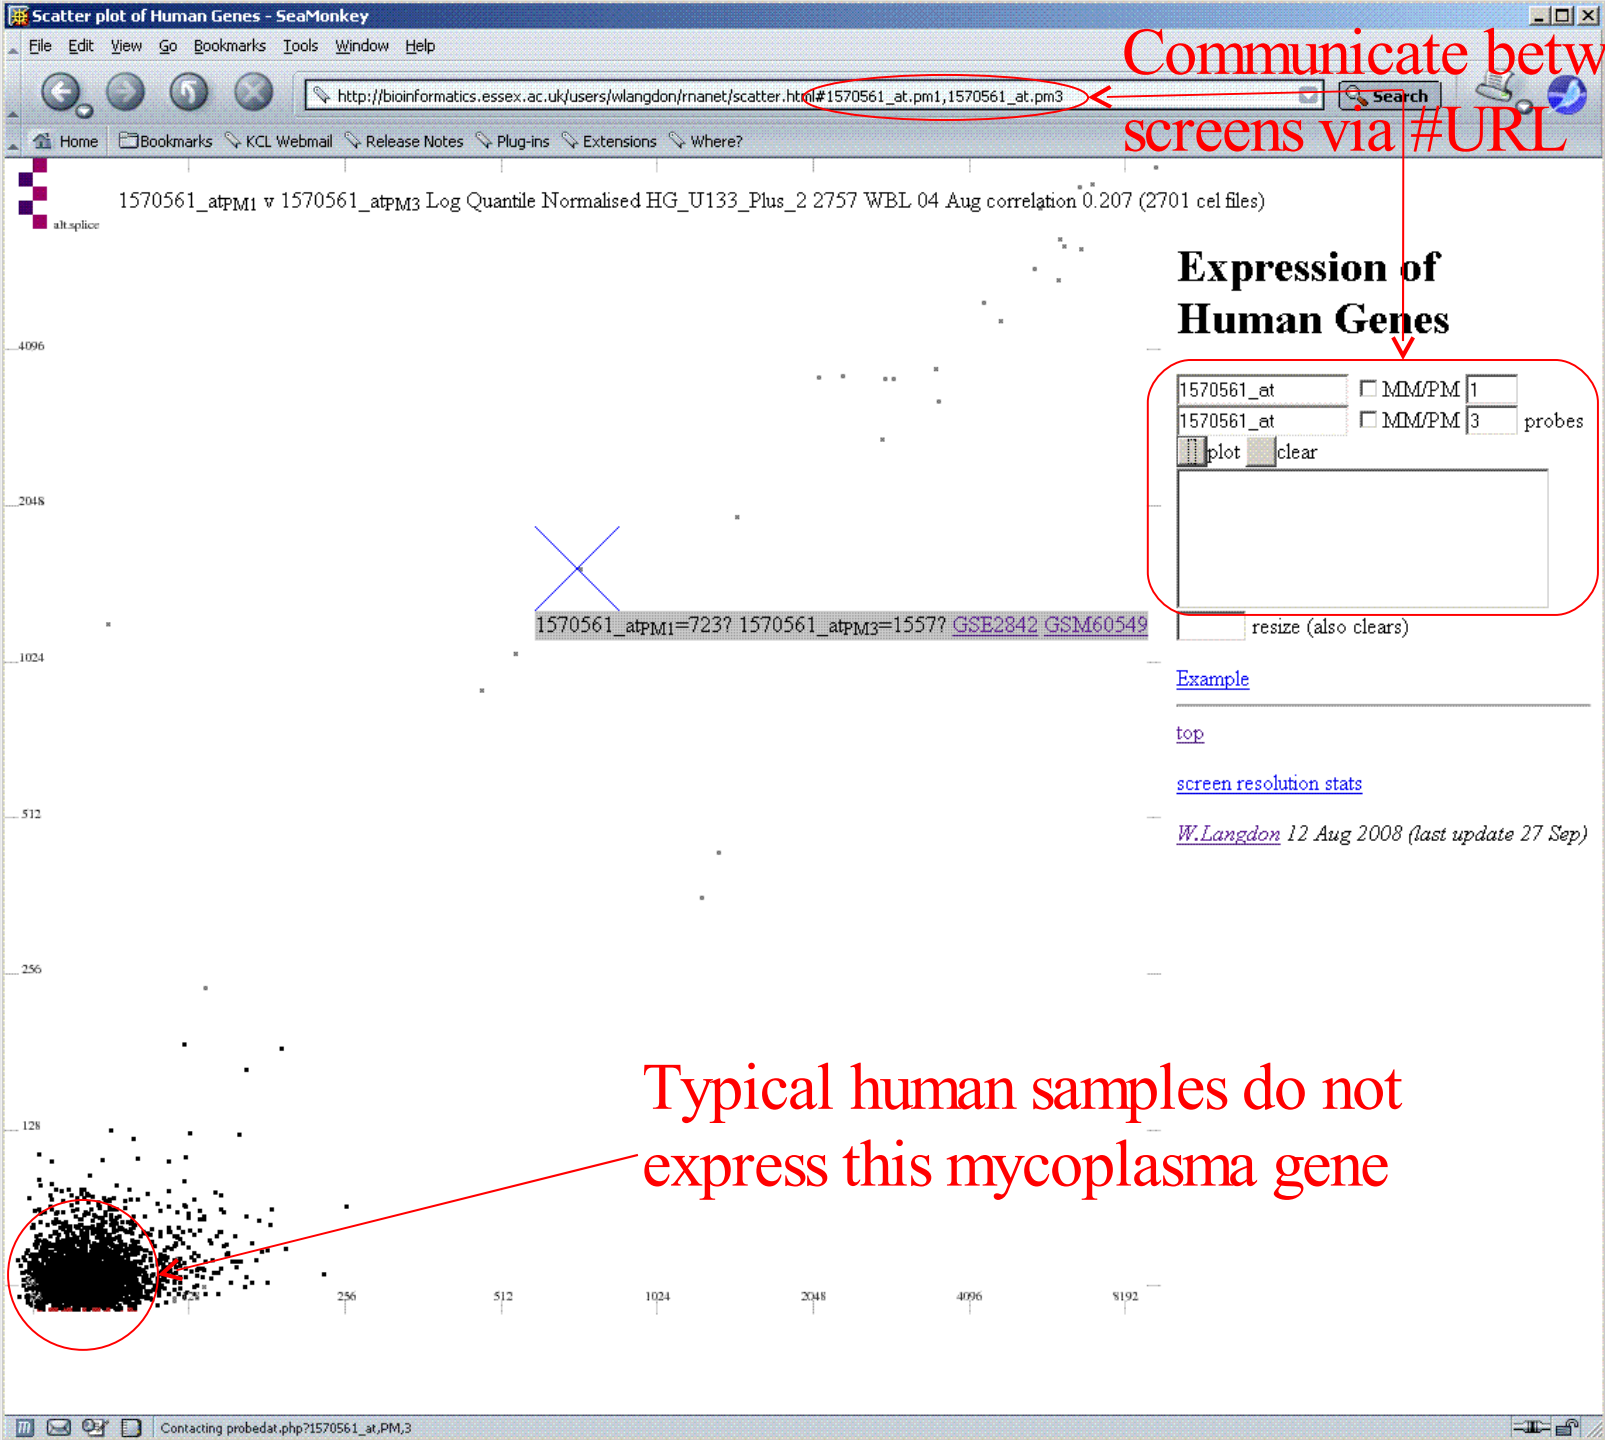 Scatter plot of Human Genes - SeaMonkey
File Edit View Go Bookmarks Tools Window Help
Communicate betw
http://bioinformatics.essex.ac.uk/users/wlangdon/rnanet/scatter.html#1570561_at.pm1,1570561_at.pm3
Search
screens via #URL
Home Bookmarks KCL Webmail Release Notes Plug-ins Extensions Where?
1570561_atPM1 v 1570561_atPM3 Log Quantile Normalised HG_U133_Plus_2 2757 WBL 04 Aug correlation 0.207 (2701 cel files)
alt.splice
Expression of
Human Genes
4096
1570561_at MM/PM 1
1570561_at MM/PM 3 probes
plot clear
2048
1570561_atPM1=723? 1570561_atPM3=1557? GSE2842 GSM60549
resize (also clears)
1024
Example
top
screen resolution stats
512
W.Langdon 12 Aug 2008 (last update 27 Sep)
256
Typical human samples do not
express this mycoplasma gene
128
256 512 1024 2048 4096 8192
Contacting probedat.php?1570561_at,PM,3